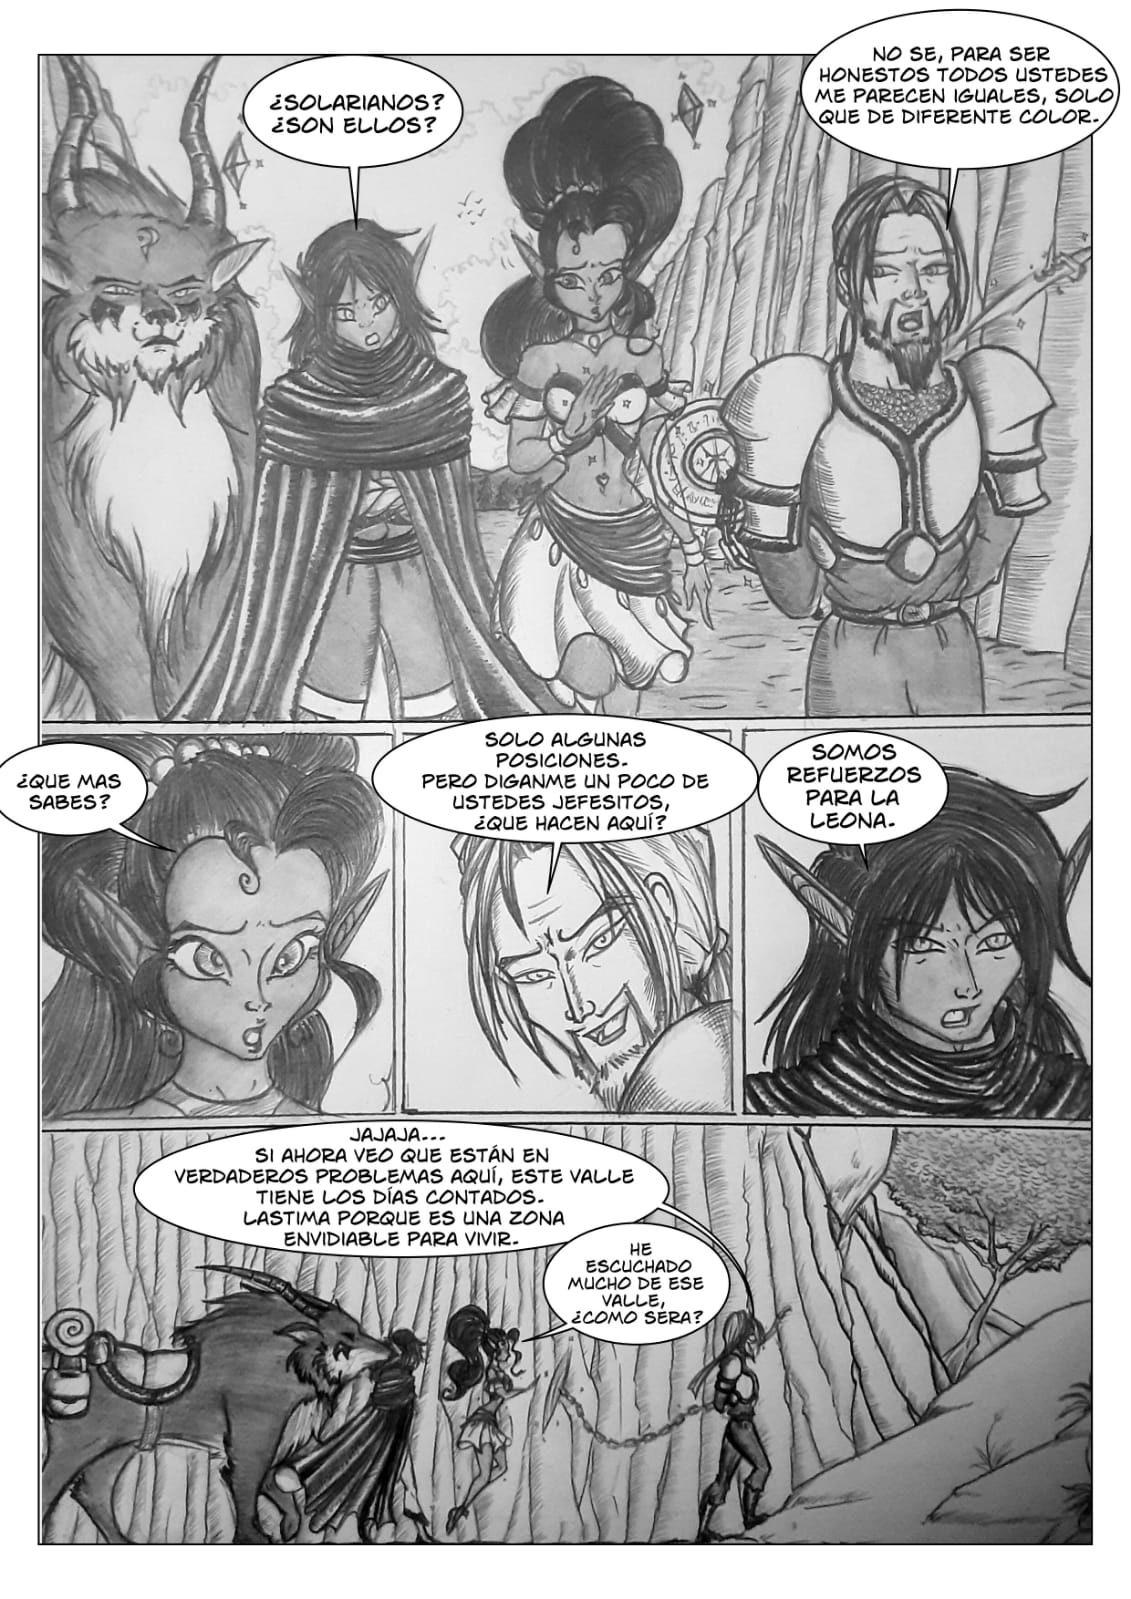 ¿SOLARIANOS?
¿SON ELLOS?
NO SE, PARA SER
HONESTOS TODOS USTEDES
ME PARECEN IGUALES, SOLO
QUE DE DIFERENTE COLOR.
¿QUE MAS
SABES?
SOLO ALGUNAS
POSICIONES.
PERO DIGANME UN POCO DE
USTEDES JEFESITOS,
¿QUE HACEN AQUÍ?
SOMOS
REFUERZOS
PARA LA
LEONA.
JAJAJA...
SI AHORA VEO QUE ESTÁN EN
VERDADEROS PROBLEMAS AQUÍ, ESTE VALLE
TIENE LOS DÍAS CONTADOS.
LASTIMA PORQUE ES UNA ZONA
ENVIDIABLE PARA VIVIR.
HE
ESCUCHADO
MUCHO DE ESE
VALLE,
¿COMO SERA?